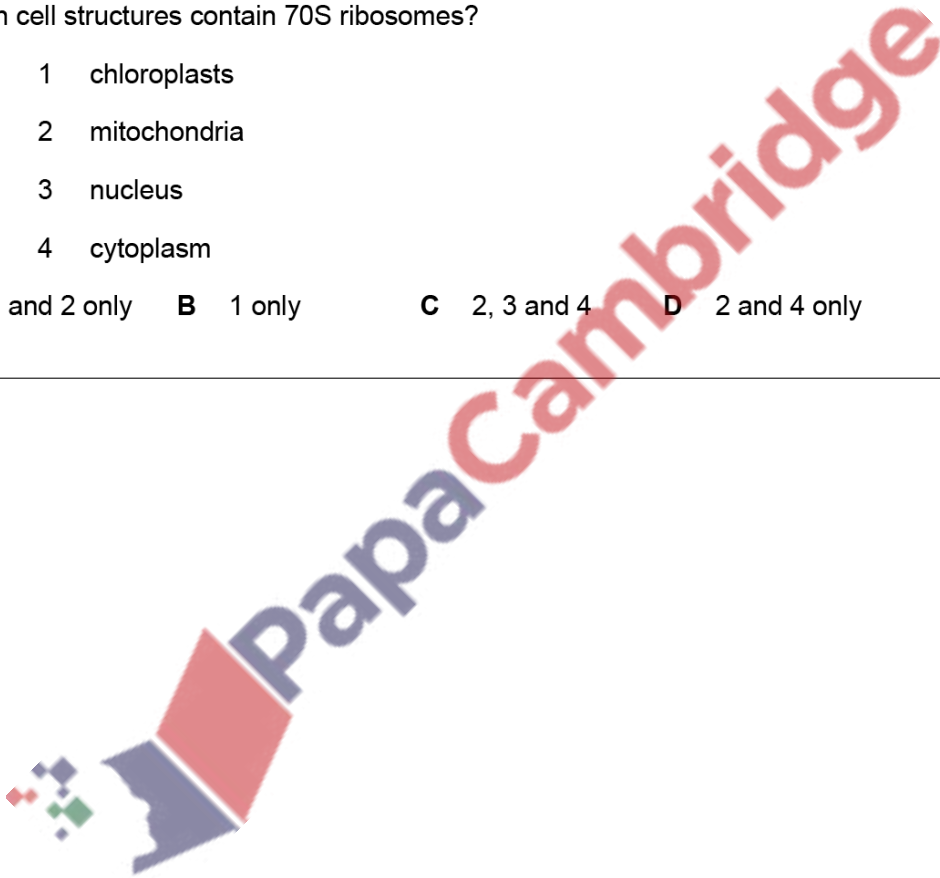 n cell structures contain 70S ribosomes?
1 chloroplasts
2 mitochondria
3 nucleus
4 cytoplasm
and 2 only B 1 only C 2, 3 and 4 D 2 and 4 only
PapaCambridge